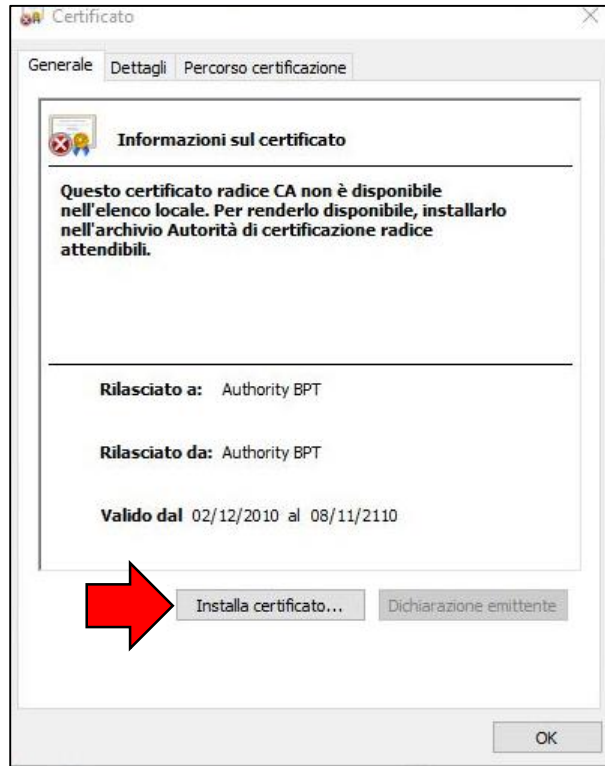 Certificato
Generale Dettagli Percorso certificazione
Informazioni sul certificato
Questo certificato radice CA non è disponibile
nell'elenco locale. Per renderlo disponibile, installarlo
nell'archivio Autorità di certificazione radice
attendibili.
Rilasciato a: Authority BPT
Rilasciato da: Authority BPT
Valido dal 02/12/2010 al 08/11/2110
Installa certificato... Dichiarazione emittente
OK